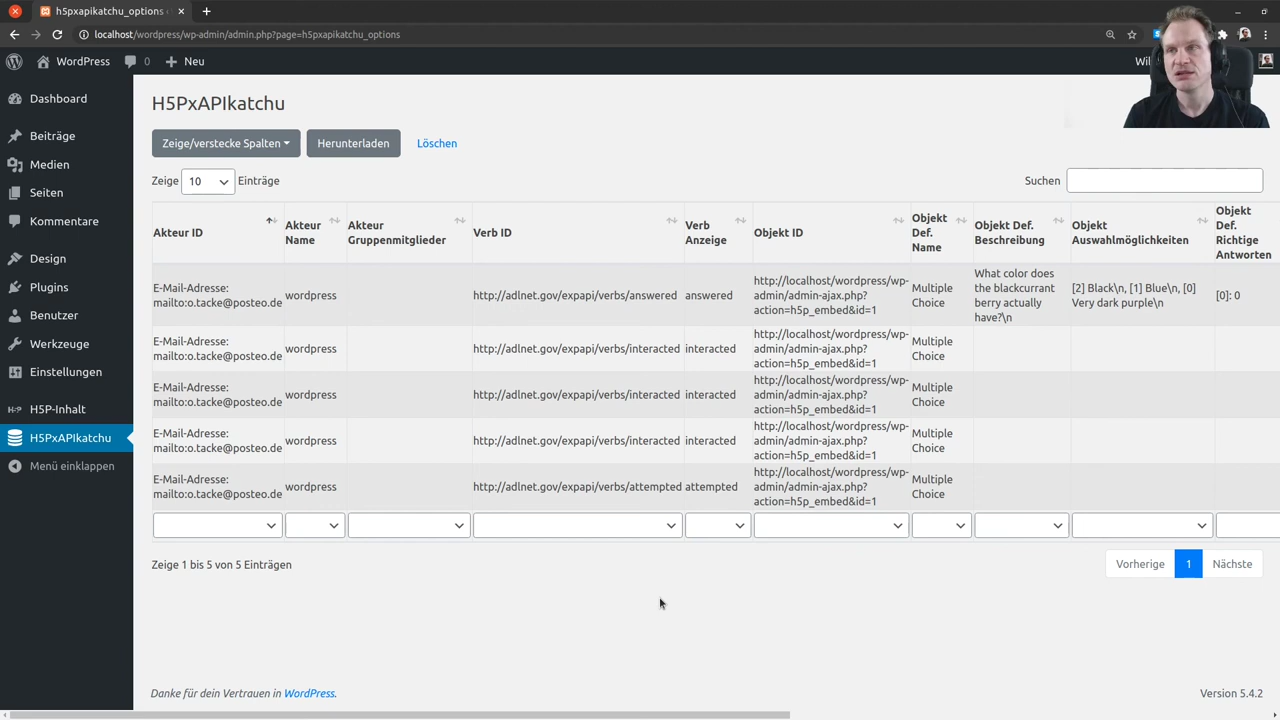 h5pxapikatchu_options
localhost/wordpress/wp-admin/admin.php?page=h5pxapikatchu_options
WordPress
0
Neu
Wil
Dashboard
Beiträge
Medien
Seiten
Kommentare
Design
Plugins
Benutzer
Werkzeuge
Einstellungen
H5P-Inhalt
H5PxAPIkatchu
Menü einklappen
H5PxAPIkatchu
Zeige/verstecke Spalten
Herunterladen
Löschen
Zeige 10 Einträge
Suchen
Akteur ID
Akteur
Name
Akteur
Gruppenmitglieder
Verb ID
Verb
Anzeige
Objekt ID
Objekt
Def.
Name
Objekt Def.
Beschreibung
Objekt
Auswahlmöglichkeiten
Objekt
Def.
Richtige
Antworten
E-Mail-Adresse:
mailto:o.tacke@posteo.de
wordpress
http://adlnet.gov/expapi/verbs/answered
answered
http://localhost/wordpress/wp-
admin/admin-ajax.php?
action=h5p_embed&id=1
Multiple
Choice
What color does
the blackcurrant
berry actually
have?\n
[2] Black\n, [1] Blue\n, [0]
Very dark purple\n
[0]: 0
E-Mail-Adresse:
mailto:o.tacke@posteo.de
wordpress
http://adlnet.gov/expapi/verbs/interacted
interacted
http://localhost/wordpress/wp-
admin/admin-ajax.php?
action=h5p_embed&id=1
Multiple
Choice
E-Mail-Adresse:
mailto:o.tacke@posteo.de
wordpress
http://adlnet.gov/expapi/verbs/interacted
interacted
http://localhost/wordpress/wp-
admin/admin-ajax.php?
action=h5p_embed&id=1
Multiple
Choice
E-Mail-Adresse:
mailto:o.tacke@posteo.de
wordpress
http://adlnet.gov/expapi/verbs/interacted
interacted
http://localhost/wordpress/wp-
admin/admin-ajax.php?
action=h5p_embed&id=1
Multiple
Choice
E-Mail-Adresse:
mailto:o.tacke@posteo.de
wordpress
http://adlnet.gov/expapi/verbs/attempted
attempted
http://localhost/wordpress/wp-
admin/admin-ajax.php?
action=h5p_embed&id=1
Multiple
Choice
Zeige 1 bis 5 von 5 Einträgen
Vorherige
1
Nächste
Danke für dein Vertrauen in WordPress.
Version 5.4.2